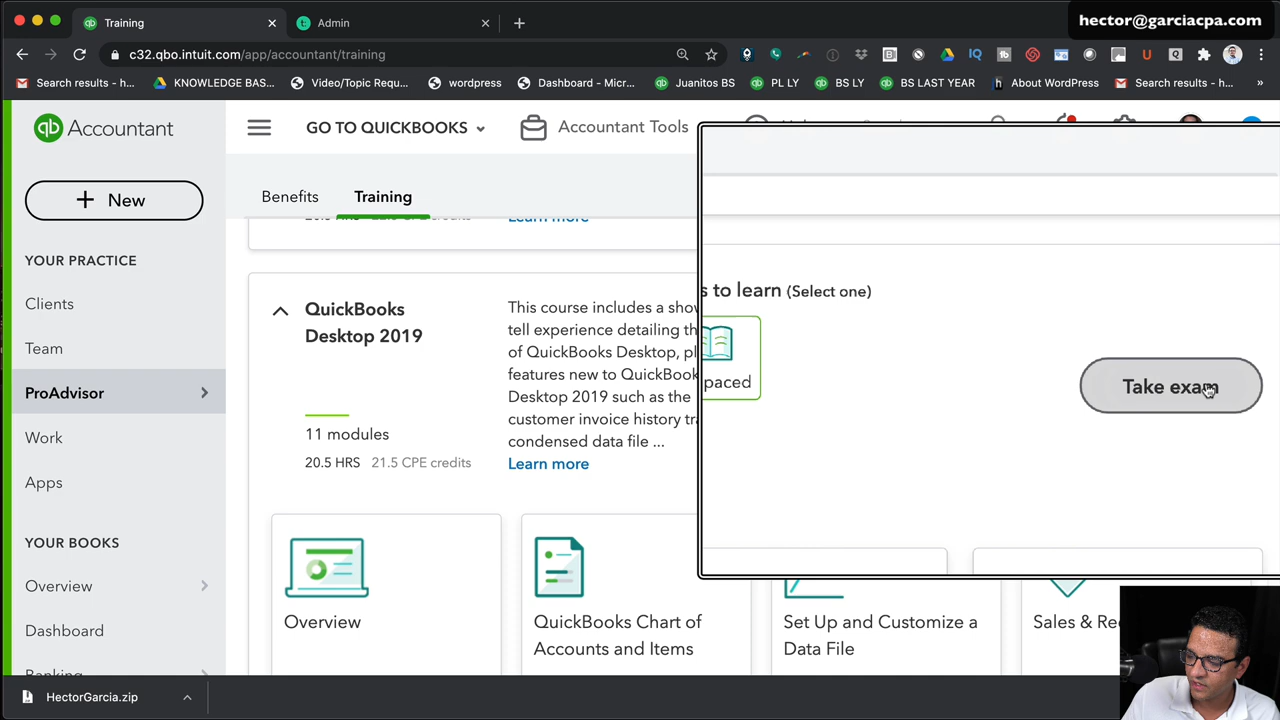 Training
Admin
hector@garciacpa.com
c32.qbo.intuit.com/app/accountant/training
Search results - h...
KNOWLEDGE BAS...
Video/Topic Requ...
wordpress
Dashboard - Micr...
Juanitos BS
PL LY
BS LY
BS LAST YEAR
About WordPress
Search results - h...
qb Accountant
GO TO QUICKBOOKS
Accountant Tools
+ New
Benefits
Training
Learn more
YOUR PRACTICE
Clients
Team
ProAdvisor
Work
Apps
YOUR BOOKS
Overview
Dashboard
Banking
QuickBooks
Desktop 2019
11 modules
20.5 HRS 21.5 CPE credits
This course includes a show
tell experience detailing th
of QuickBooks Desktop, pl
features new to QuickBook
Desktop 2019 such as the
customer invoice history tra
condensed data file ...
Learn more
s to learn (Select one)
paced
Take exam
Overview
QuickBooks Chart of
Accounts and Items
Set Up and Customize a
Data File
Sales & Re
HectorGarcia.zip